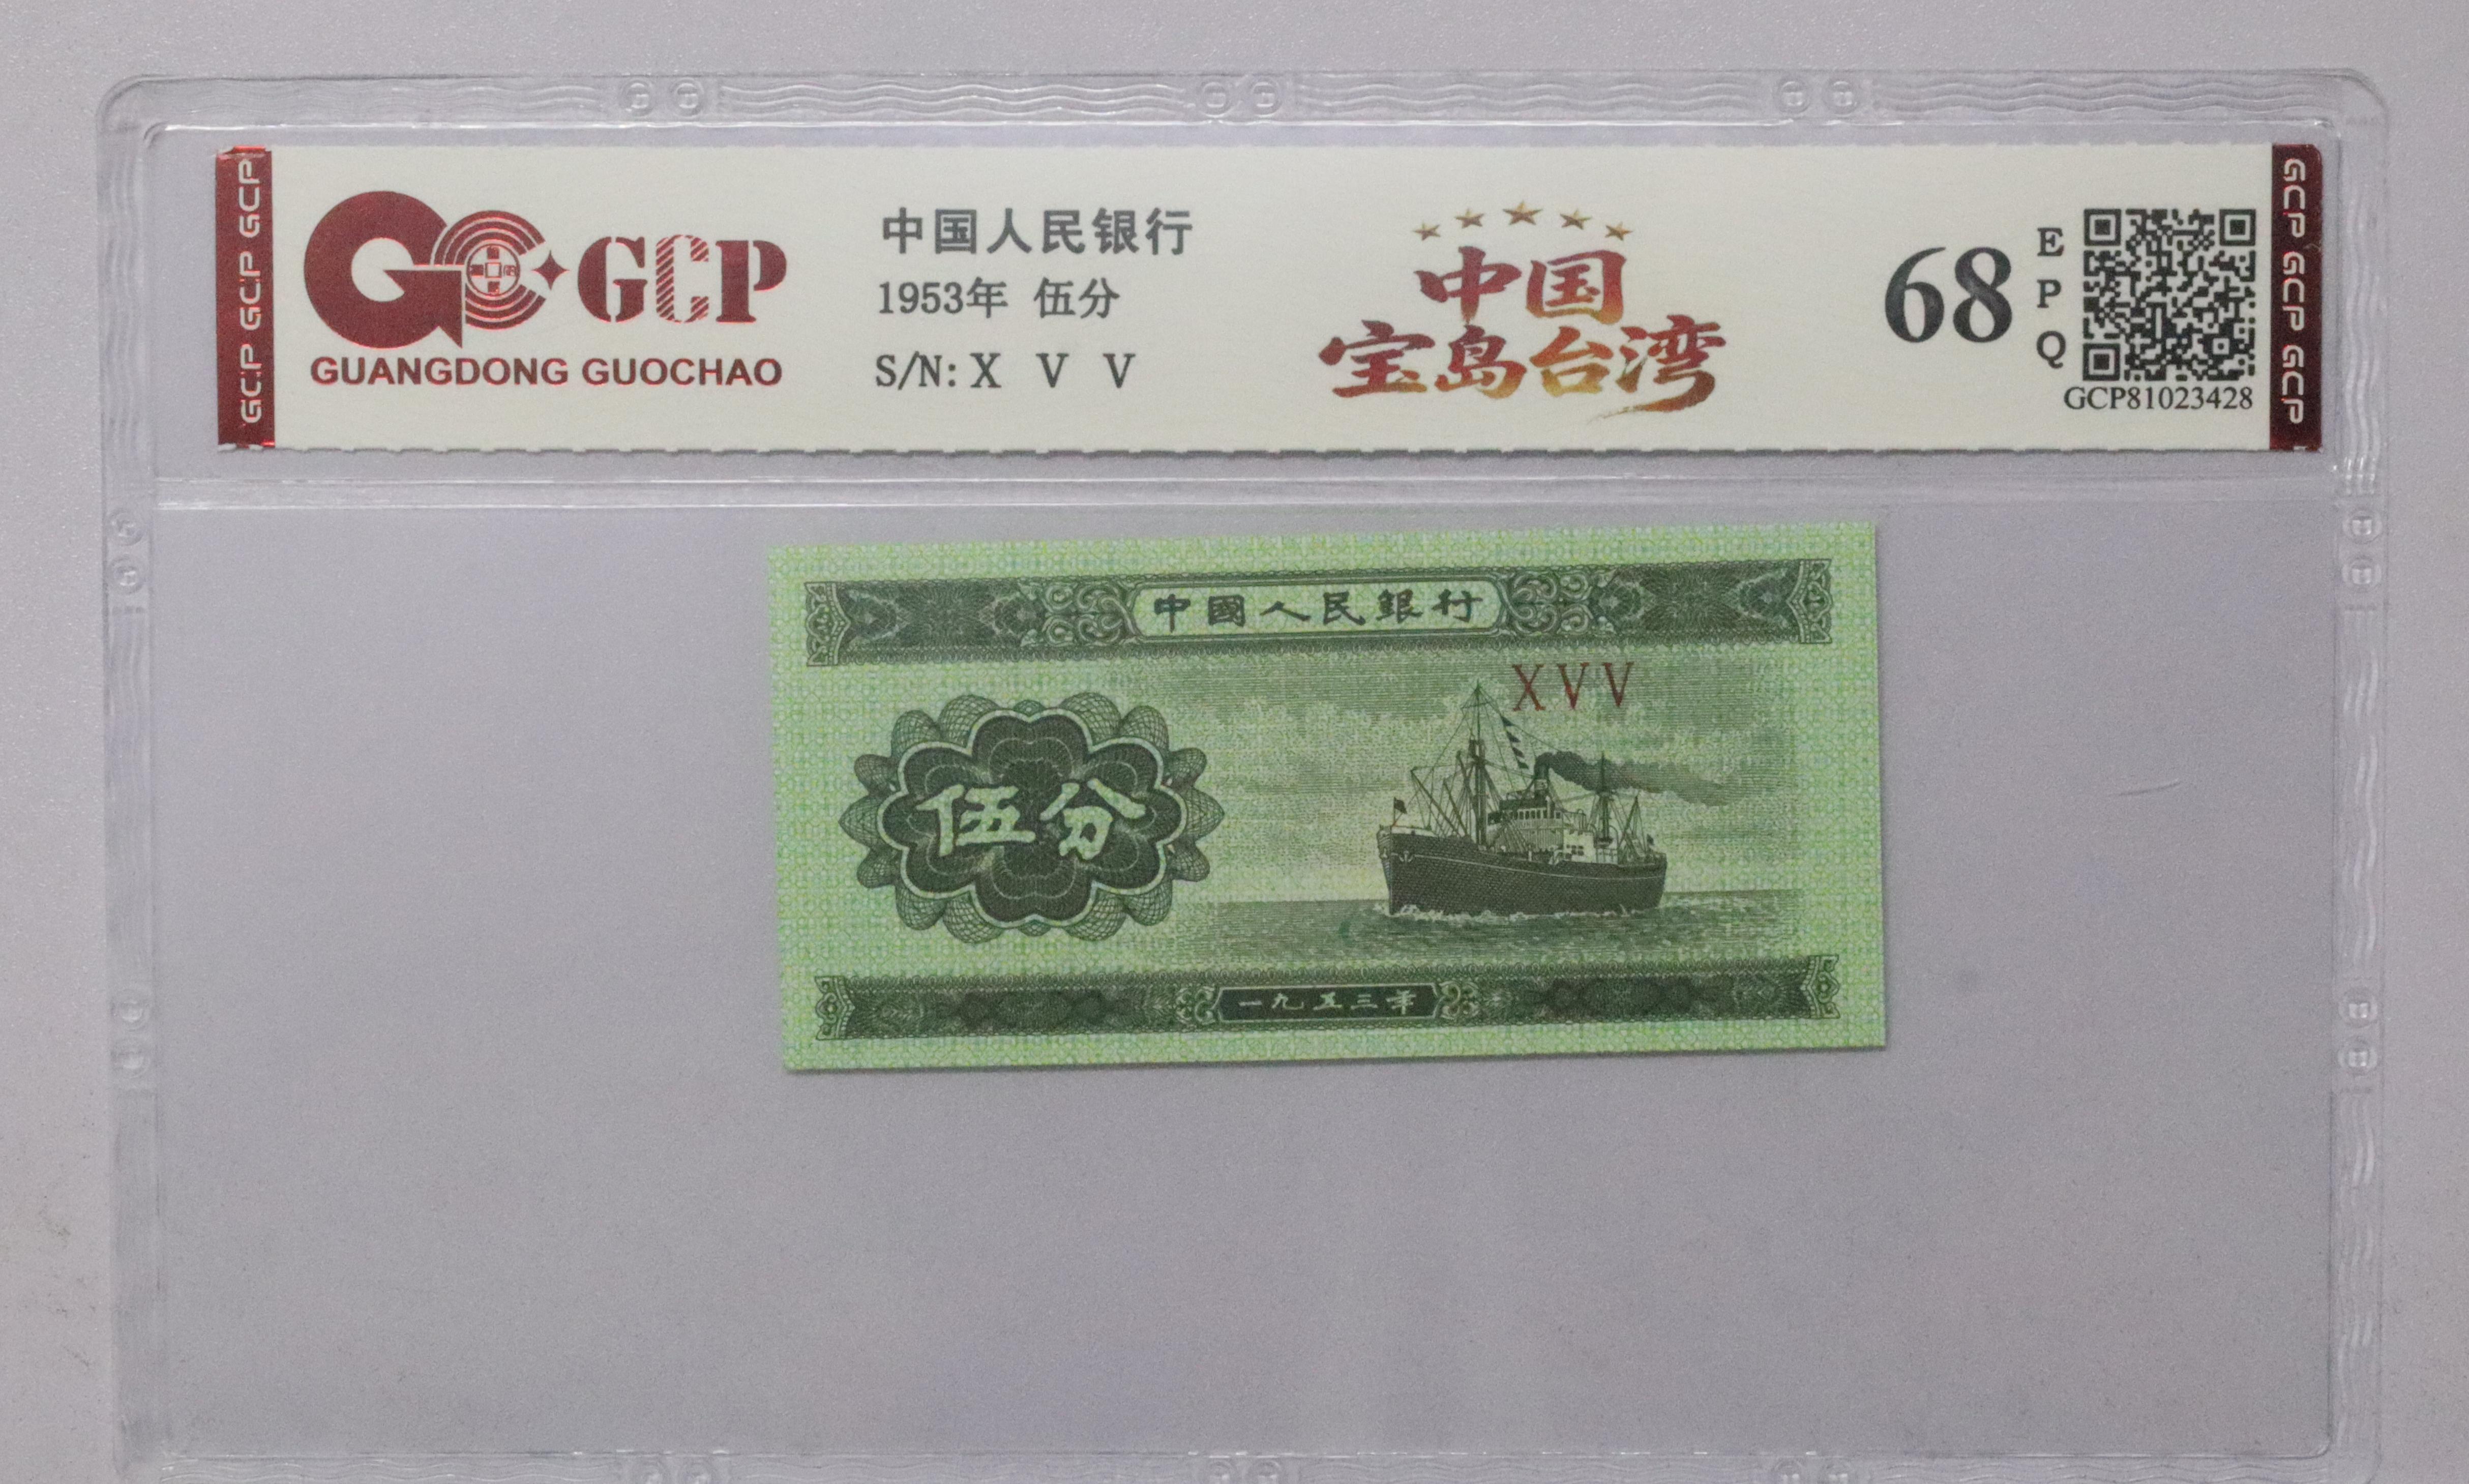 GCP GCP GCP
GCP
GUANGDONG GUOCHAO
中国人民银行
1953年 伍分
S/N: X V V
中国
宝岛台湾
68
E
P
Q
GCP81023428
GCP GCP GCP
中國人民銀行
XVV
伍分
一九五三年